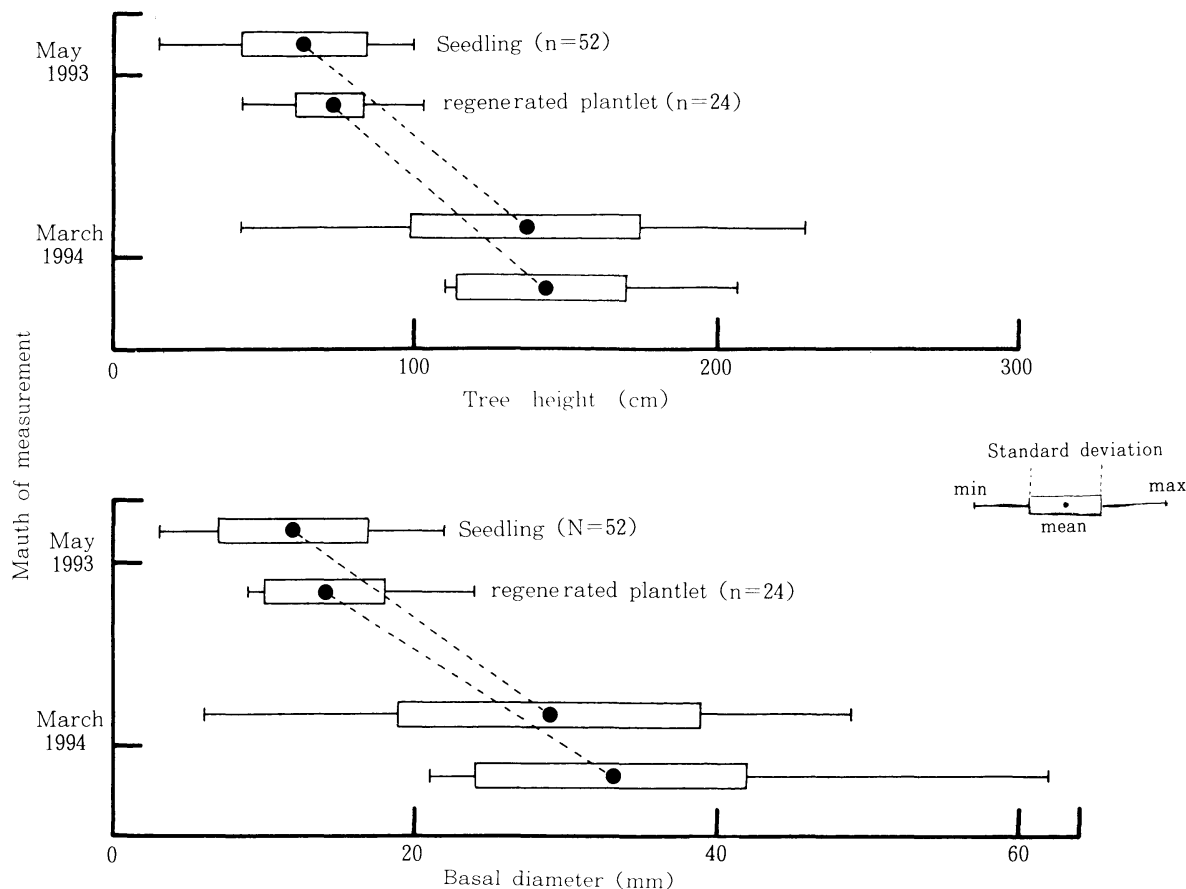 May
1993
Seedling (n=52)
regenerated plantlet (n=24)
March
1994
0 100 200 300
Tree height (cm)
Mauth of measurement
Standard deviation
min max
mean
May
1993
Seedling (N=52)
regenerated plantlet (n=24)
March
1994
0 20 40 60
Basal diameter (mm)